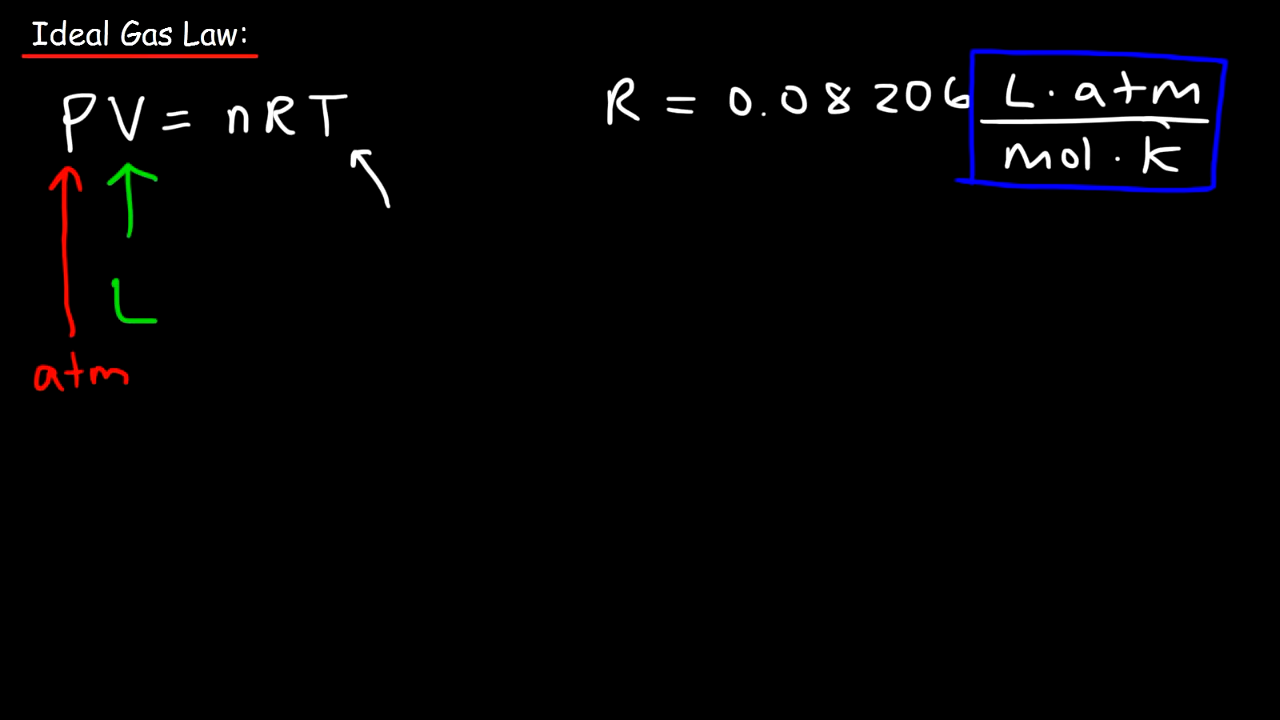 Ideal Gas Law:
PV = nRT
R = 0.08206 L · atm
mol · K
L
atm